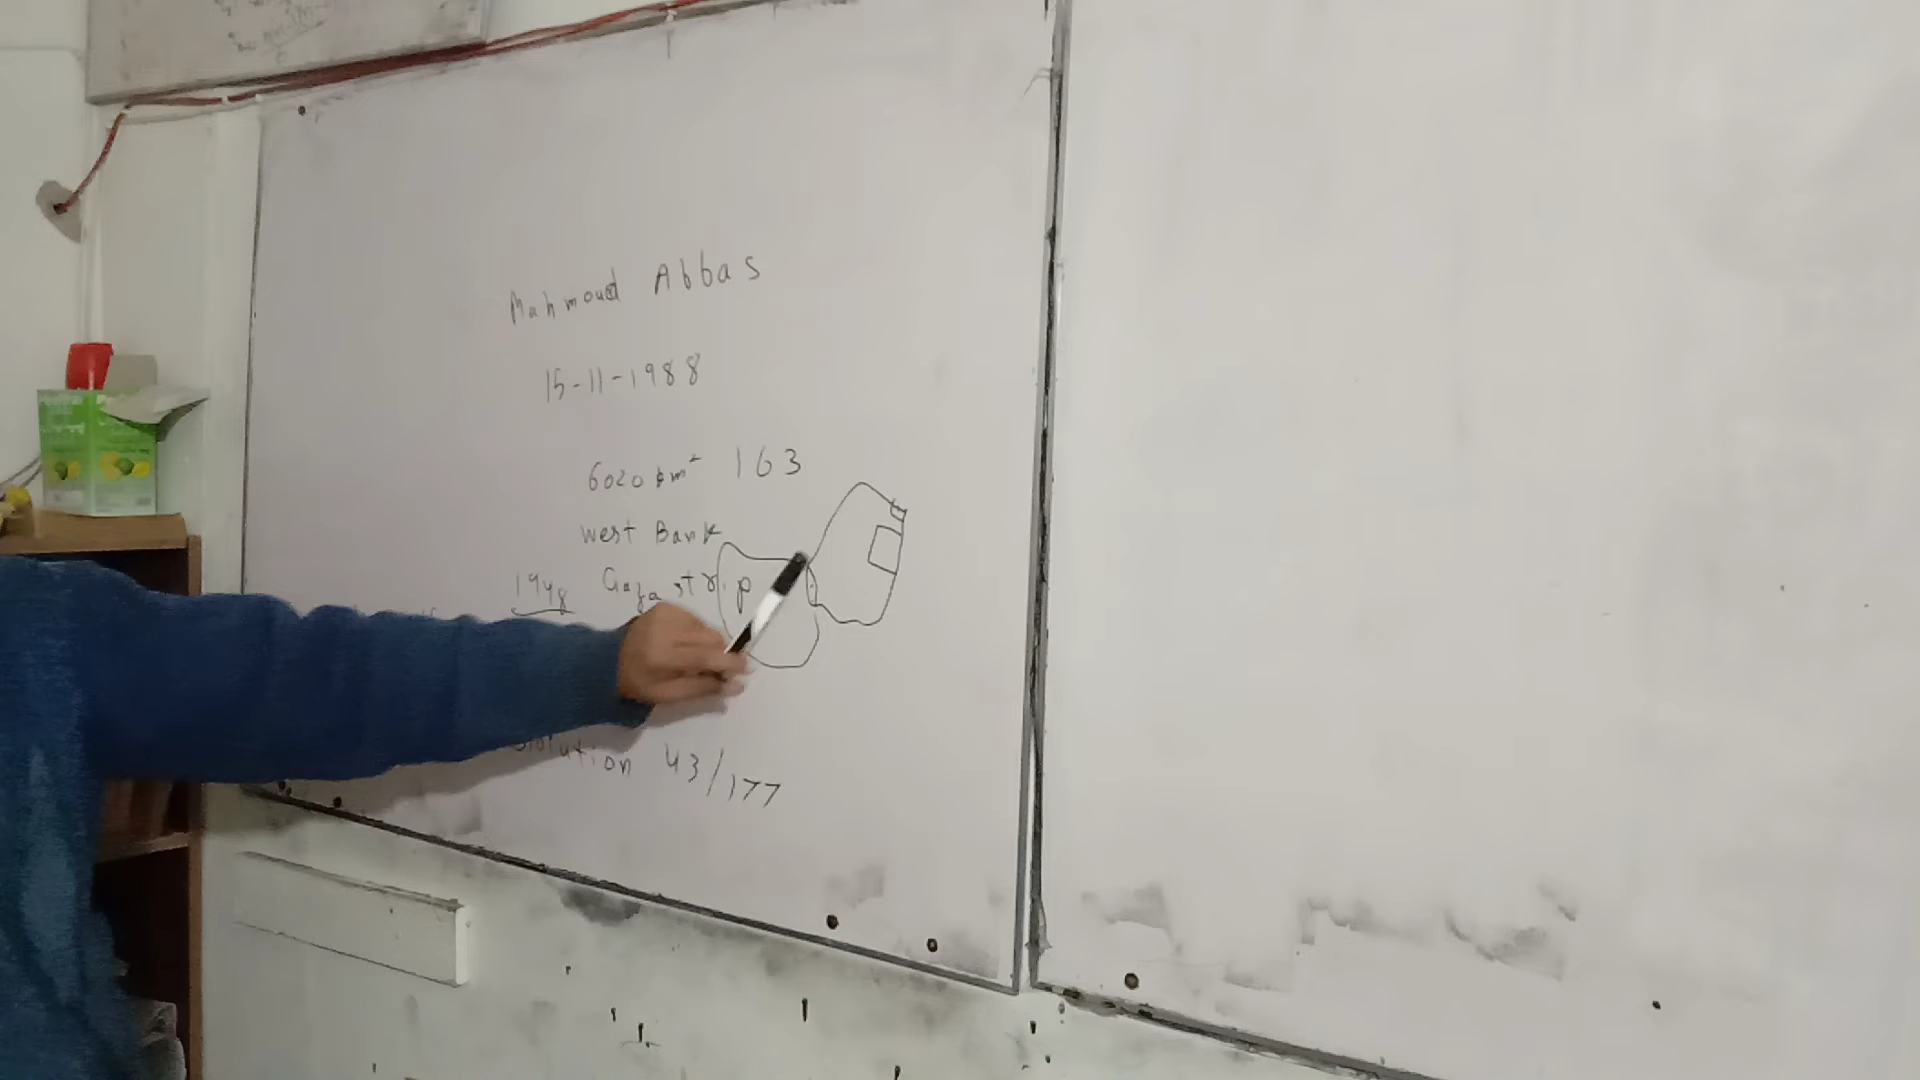 Mahmoud Abbas
15-11-1988
6020 km² 163
West Bank
1948 Gaza strip
43/177